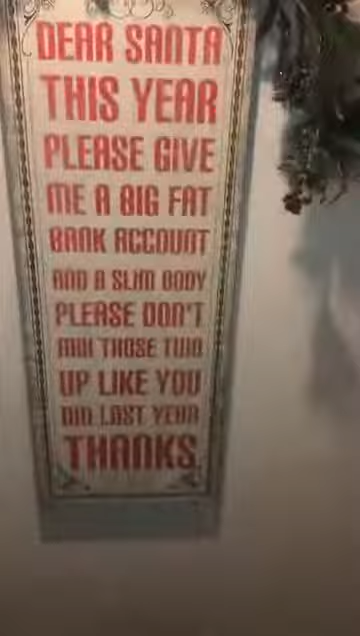 DEAR SANTA
THIS YEAR
PLEASE GIVE
ME A BIG FAT
BANK ACCOUNT
AND A SLIM BODY
PLEASE DON'T
MIX THOSE TWO
UP LIKE YOU
DID LAST YEAR
THANKS